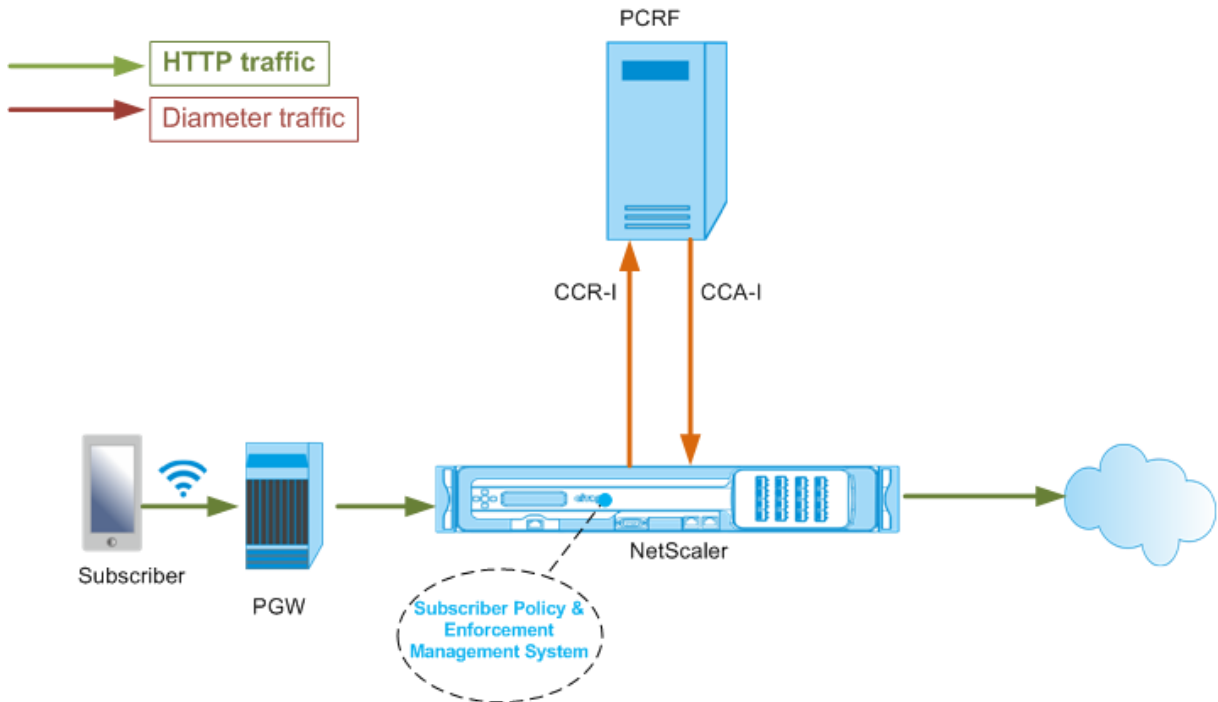 PCRF
HTTP traffic
Diameter traffic
CCR-I
CCA-I
NetScaler
Subscriber
PGW
Subscriber Policy &
Enforcement
Management System